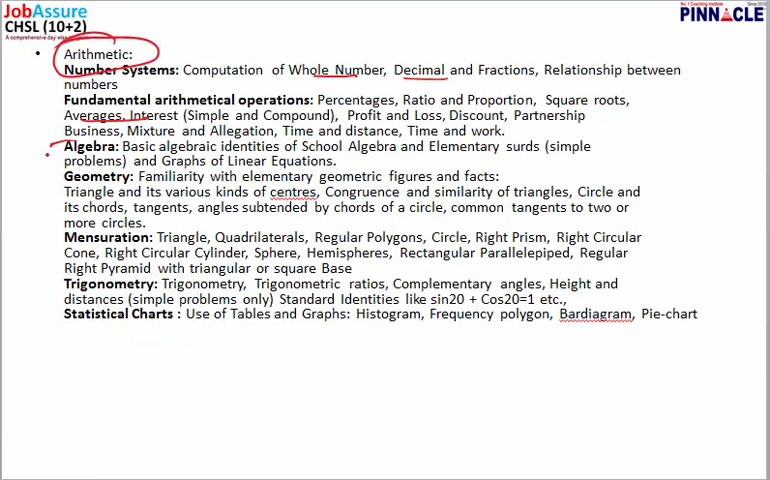 JobAssure
CHSL (10+2)
A comprehensive day wise
No. 1 Coaching Institute
Since 2010
PINNACLE
• Arithmetic:
Number Systems: Computation of Whole Number, Decimal and Fractions, Relationship between
numbers
Fundamental arithmetical operations: Percentages, Ratio and Proportion, Square roots,
Averages, Interest (Simple and Compound), Profit and Loss, Discount, Partnership
Business, Mixture and Allegation, Time and distance, Time and work.
Algebra: Basic algebraic identities of School Algebra and Elementary surds (simple
problems) and Graphs of Linear Equations.
Geometry: Familiarity with elementary geometric figures and facts:
Triangle and its various kinds of centres, Congruence and similarity of triangles, Circle and
its chords, tangents, angles subtended by chords of a circle, common tangents to two or
more circles.
Mensuration: Triangle, Quadrilaterals, Regular Polygons, Circle, Right Prism, Right Circular
Cone, Right Circular Cylinder, Sphere, Hemispheres, Rectangular Parallelepiped, Regular
Right Pyramid with triangular or square Base
Trigonometry: Trigonometry, Trigonometric ratios, Complementary angles, Height and
distances (simple problems only) Standard Identities like sin20 + Cos20=1 etc.,
Statistical Charts : Use of Tables and Graphs: Histogram, Frequency polygon, Bardiagram, Pie-chart